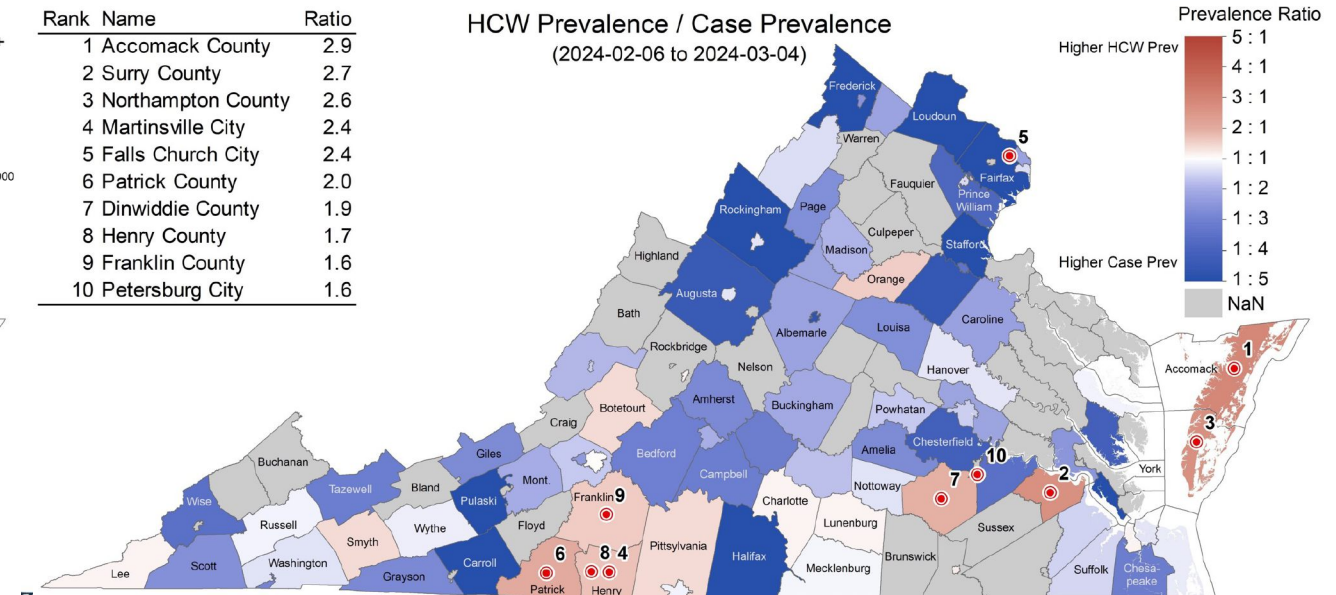 Rank Name Ratio
1 Accomack County 2.9
2 Surry County 2.7
3 Northampton County 2.6
4 Martinsville City 2.4
5 Falls Church City 2.4
6 Patrick County 2.0
7 Dinwiddie County 1.9
8 Henry County 1.7
9 Franklin County 1.6
10 Petersburg City 1.6
HCW Prevalence / Case Prevalence
(2024-02-06 to 2024-03-04)
Prevalence Ratio
Higher HCW Prev
5 : 1
4 : 1
3 : 1
2 : 1
1 : 1
1 : 2
1 : 3
1 : 4
Higher Case Prev
1 : 5
NaN
Frederick
Loudoun
Warren
5
Fairfax
Fauquier
Prince
William
Rockingham
Page
Culpeper
Madison
Stafford
Highland
Orange
Augusta
Bath
Caroline
Albemarle
Louisa
Rockbridge
Nelson
Hanover
1
Accomack
Botetourt
Amherst
Buckingham
Powhatan
3
Craig
Chesterfield
Amelia
Giles
Bedford
10
Buchanan
York
Campbell
2
Mont.
Bland
Tazewell
Nottoway
7
Wise
Pulaski
Franklin 9
Charlotte
Russell
Wythe
Floyd
Lunenburg
Sussex
Smyth
Pittsylvania
6
8 4
Halifax
Brunswick
Washington
Carroll
Scott
Lee
Grayson
Mecklenburg
Suffolk
Chesa-
peake
Patrick
Henry